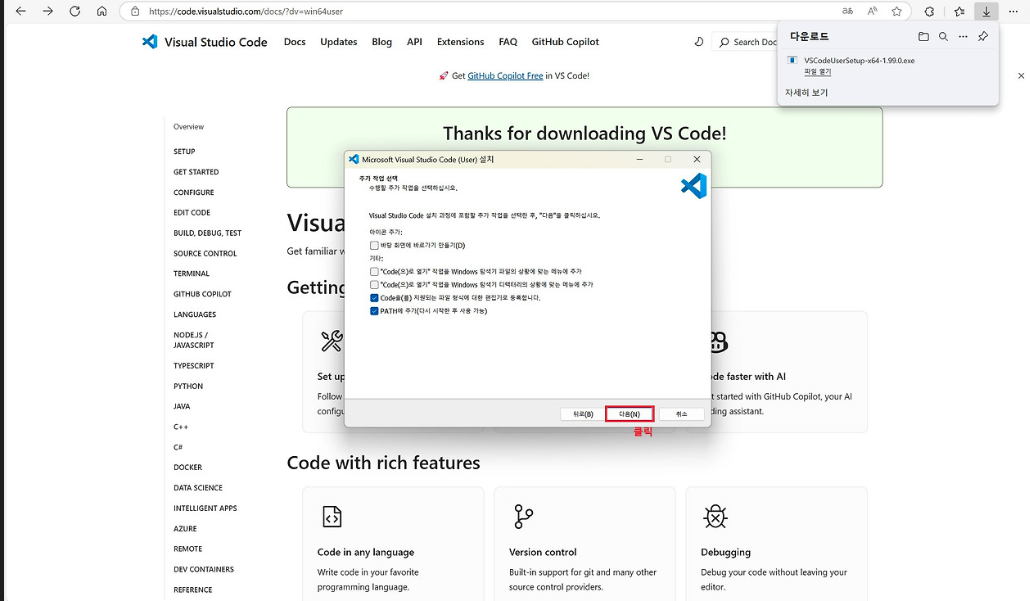 https://code.visualstudio.com/docs/?dv=win64user
Visual Studio Code
Docs
Updates
Blog
API
Extensions
FAQ
GitHub Copilot
Search Doc
다운로드
VSCodeUserSetup-x64-1.99.0.exe
파일 열기
자세히 보기
Get GitHub Copilot Free in VS Code!
Overview
SETUP
GET STARTED
CONFIGURE
EDIT CODE
BUILD, DEBUG, TEST
SOURCE CONTROL
TERMINAL
GITHUB COPILOT
LANGUAGES
NODE.JS /
JAVASCRIPT
TYPESCRIPT
PYTHON
JAVA
C++
C#
DOCKER
DATA SCIENCE
INTELLIGENT APPS
AZURE
REMOTE
DEV CONTAINERS
REFERENCE
Thanks for downloading VS Code!
Visua
Get familiar w
Getting
Set up
Follow
configu
Microsoft Visual Studio Code (User) 설치
추가 작업 선택
수행할 추가 작업을 선택하십시오.
Visual Studio Code 설치 과정에 포함할 추가 작업을 선택한 후, "다음"을 클릭하십시오.
아이콘 추가:
바탕 화면에 바로가기 만들기(D)
기타:
"Code(으)로 열기" 작업을 Windows 탐색기 파일의 상황에 맞는 메뉴에 추가
"Code(으)로 열기" 작업을 Windows 탐색기 디렉터리의 상황에 맞는 메뉴에 추가
Code을(를) 지원되는 파일 형식에 대한 편집기로 등록합니다.
PATH에 추가(다시 시작한 후 사용 가능)
뒤로(B)
다음(N)
취소
클릭
de faster with AI
t started with GitHub Copilot, your AI
ding assistant.
Code with rich features
Code in any language
Write code in your favorite
programming language.
Version control
Built-in support for git and many other
source control providers.
Debugging
Debug your code without leaving your
editor.